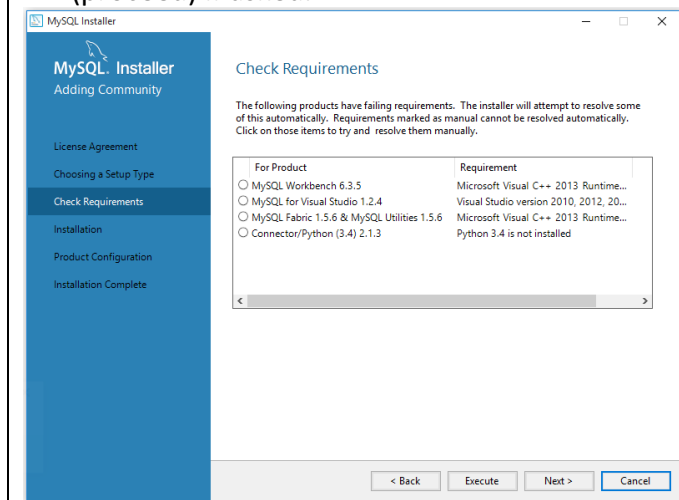 MySQL Installer
MySQL. Installer
Adding Community
License Agreement
Choosing a Setup Type
Check Requirements
Installation
Product Configuration
Installation Complete
Check Requirements
The following products have failing requirements. The installer will attempt to resolve some
of this automatically. Requirements marked as manual cannot be resolved automatically.
Click on those items to try and resolve them manually.
For Product Requirement
MySQL Workbench 6.3.5 Microsoft Visual C++ 2013 Runtime...
MySQL for Visual Studio 1.2.4 Visual Studio version 2010, 2012, 20...
MySQL Fabric 1.5.6 & MySQL Utilities 1.5.6 Microsoft Visual C++ 2013 Runtime...
Connector/Python (3.4) 2.1.3 Python 3.4 is not installed
< Back Execute Next > Cancel